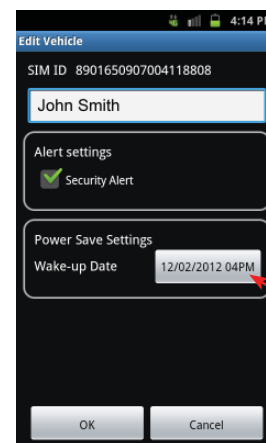 4:14 P
Edit Vehicle
SIM ID 8901650907004118808
John Smith
Alert settings
Security Alert
Power Save Settings
Wake-up Date 12/02/2012 04PM
OK Cancel